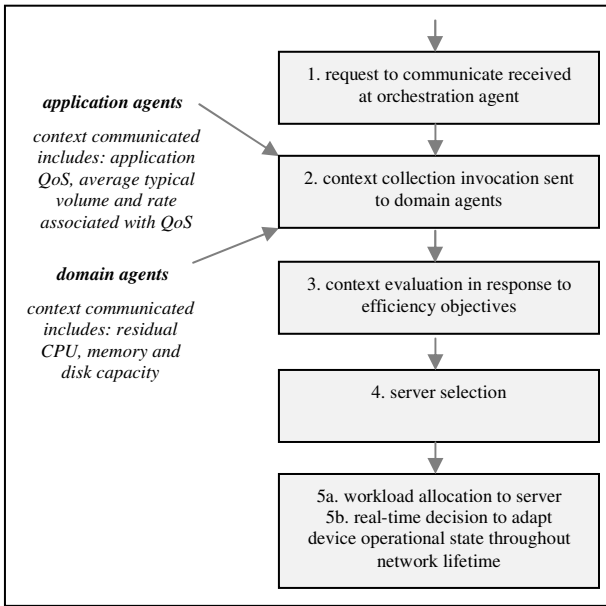 1. request to communicate received
at orchestration agent
application agents
context communicated
includes: application
QoS, average typical
volume and rate
associated with QoS
2. context collection invocation sent
to domain agents
domain agents
context communicated
includes: residual
CPU, memory and
disk capacity
3. context evaluation in response to
efficiency objectives
4. server selection
5a. workload allocation to server
5b. real-time decision to adapt
device operational state throughout
network lifetime